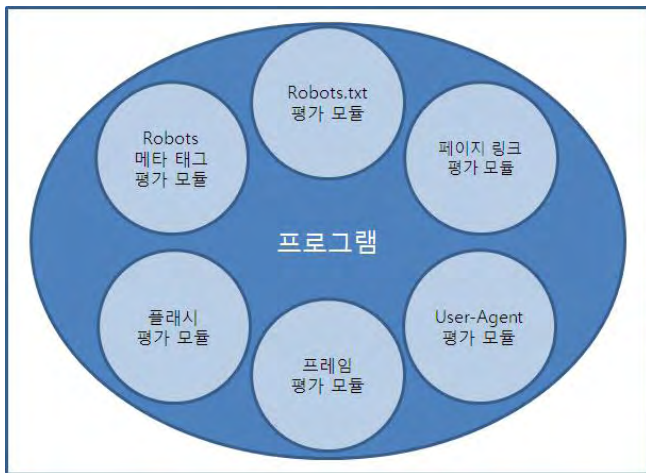 Robots.txt
평가 모듈
Robots
메타 태그
평가 모듈
페이지 링크
평가 모듈
프로그램
플래시
평가 모듈
User-Agent
평가 모듈
프레임
평가 모듈